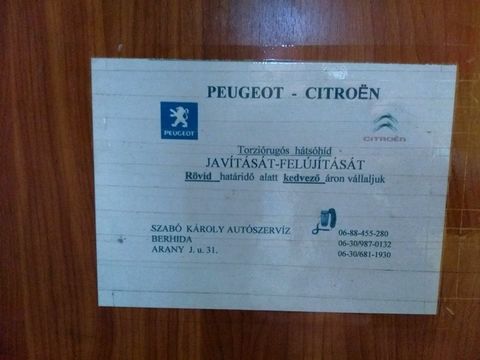 PEUGEOT - CITROËN
PEUGEOT
CITROËN
Torziórugós hátsóhíd
JAVÍTÁSÁT-FELÚJÍTÁSÁT
Rövid határidő alatt kedvező áron vállaljuk
SZABÓ KÁROLY AUTÓSZERVÍZ
BERHIDA
ARANY J. u. 31.
06-88-455-280
06-30/987-0132
06-30/681-1930